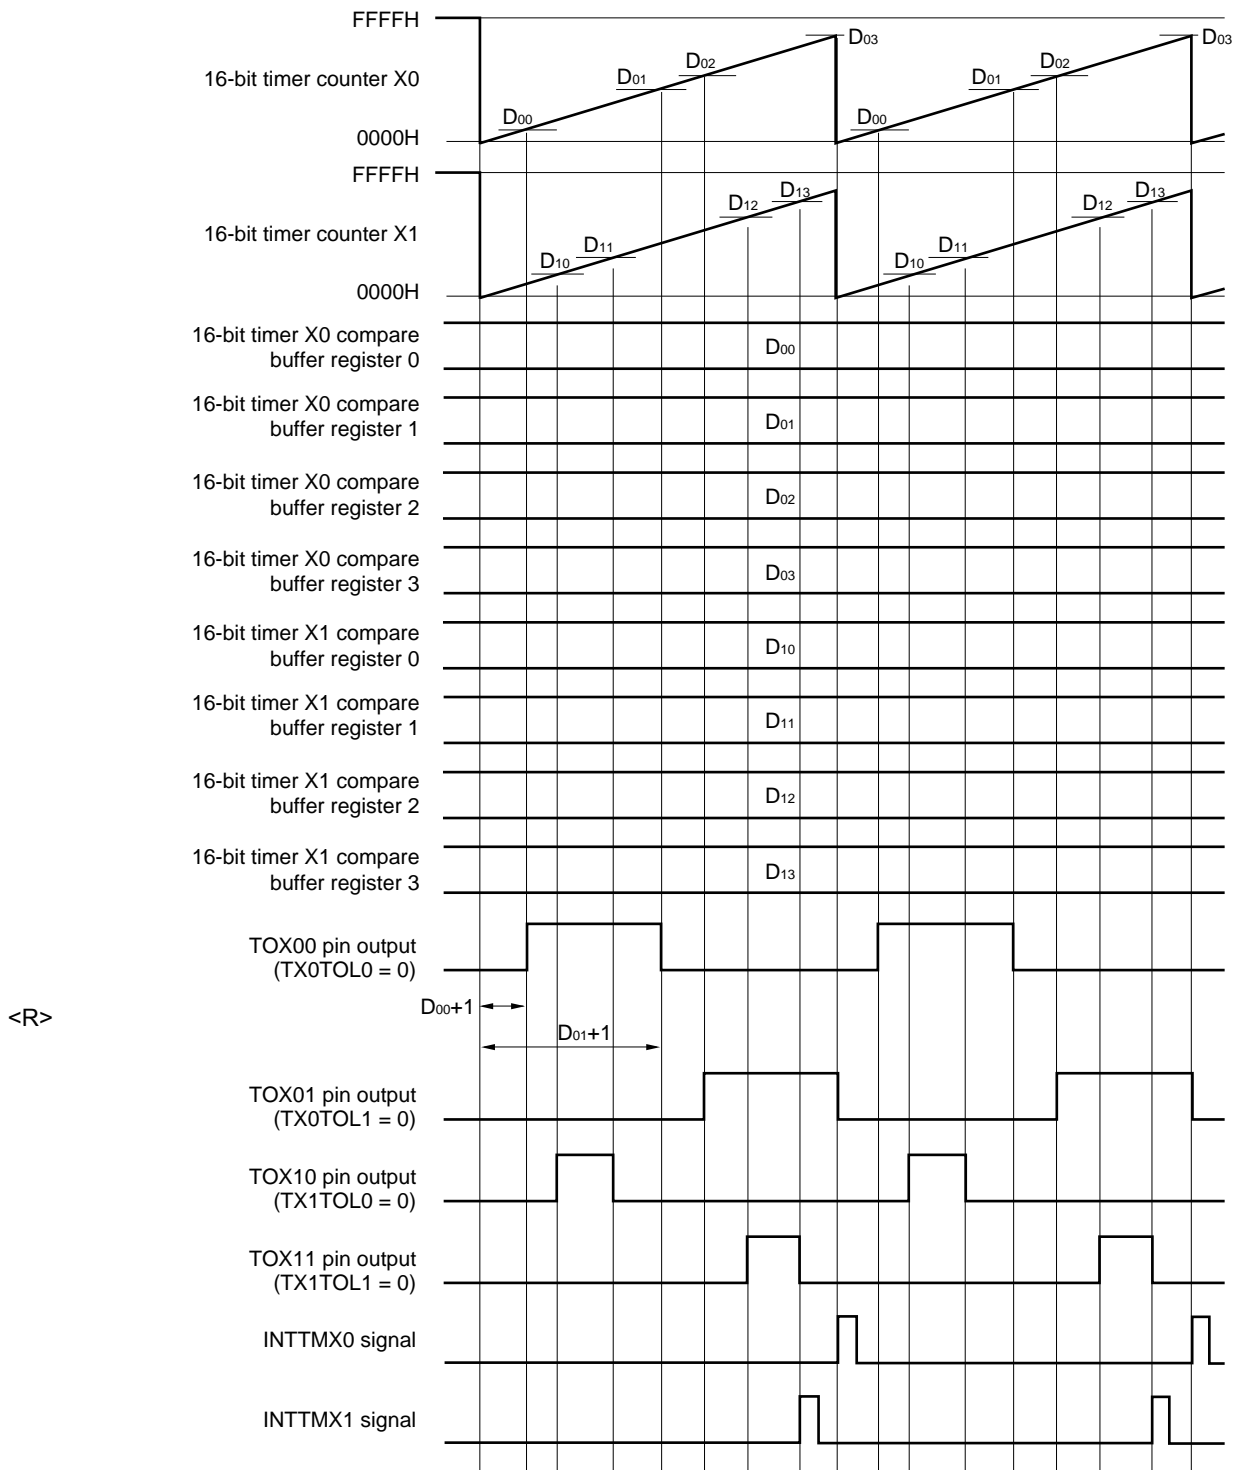 FFFFH
D03
D03
D02
D02
16-bit timer counter X0
D01
D01
D00
D00
0000H
FFFFH
D13
D13
D12
D12
16-bit timer counter X1
D11
D11
D10
D10
0000H
16-bit timer X0 compare
buffer register 0
D00
16-bit timer X0 compare
buffer register 1
D01
16-bit timer X0 compare
buffer register 2
D02
16-bit timer X0 compare
buffer register 3
D03
16-bit timer X1 compare
buffer register 0
D10
16-bit timer X1 compare
buffer register 1
D11
16-bit timer X1 compare
buffer register 2
D12
16-bit timer X1 compare
buffer register 3
D13
TOX00 pin output
(TX0TOL0 = 0)
D00+1
<R>
D01+1
TOX01 pin output
(TX0TOL1 = 0)
TOX10 pin output
(TX1TOL0 = 0)
TOX11 pin output
(TX1TOL1 = 0)
INTTMX0 signal
INTTMX1 signal